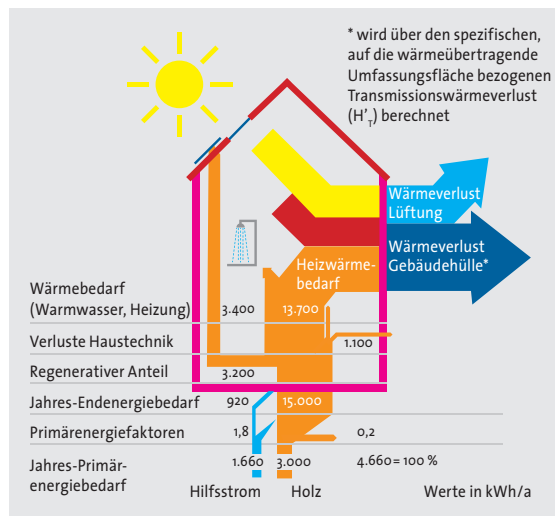 * wird über den spezifischen,
auf die wärmeübertragende
Umfassungsfläche bezogenen
Transmissionswärmeverlust
(H’T) berechnet
Wärmeverlust
Lüftung
Wärmeverlust
Gebäudehülle*
Heizwärme-
bedarf
Wärmebedarf
(Warmwasser, Heizung) 3.400 13.700
Verluste Haustechnik 1.100
Regenerativer Anteil 3.200
Jahres-Endenergiebedarf 920 15.000
Primärenergiefaktoren 1,8 0,2
Jahres-Primär-
energiebedarf 1.660 3.000 4.660 = 100 %
Hilfsstrom Holz Werte in kWh/a